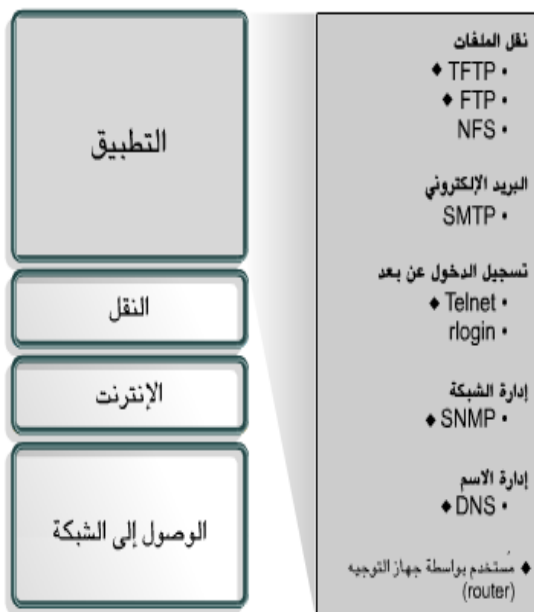 التطبيق
النقل
الإنترنت
الوصول إلى الشبكة
نقل الملفات
• TFTP ♦
• FTP ♦
• NFS
البريد الإلكتروني
• SMTP
تسجيل الدخول عن بعد
• Telnet ♦
• rlogin
إدارة الشبكة
• SNMP ♦
إدارة الاسم
• DNS ♦
♦ مُستخدم بواسطة جهاز التوجيه
(router)